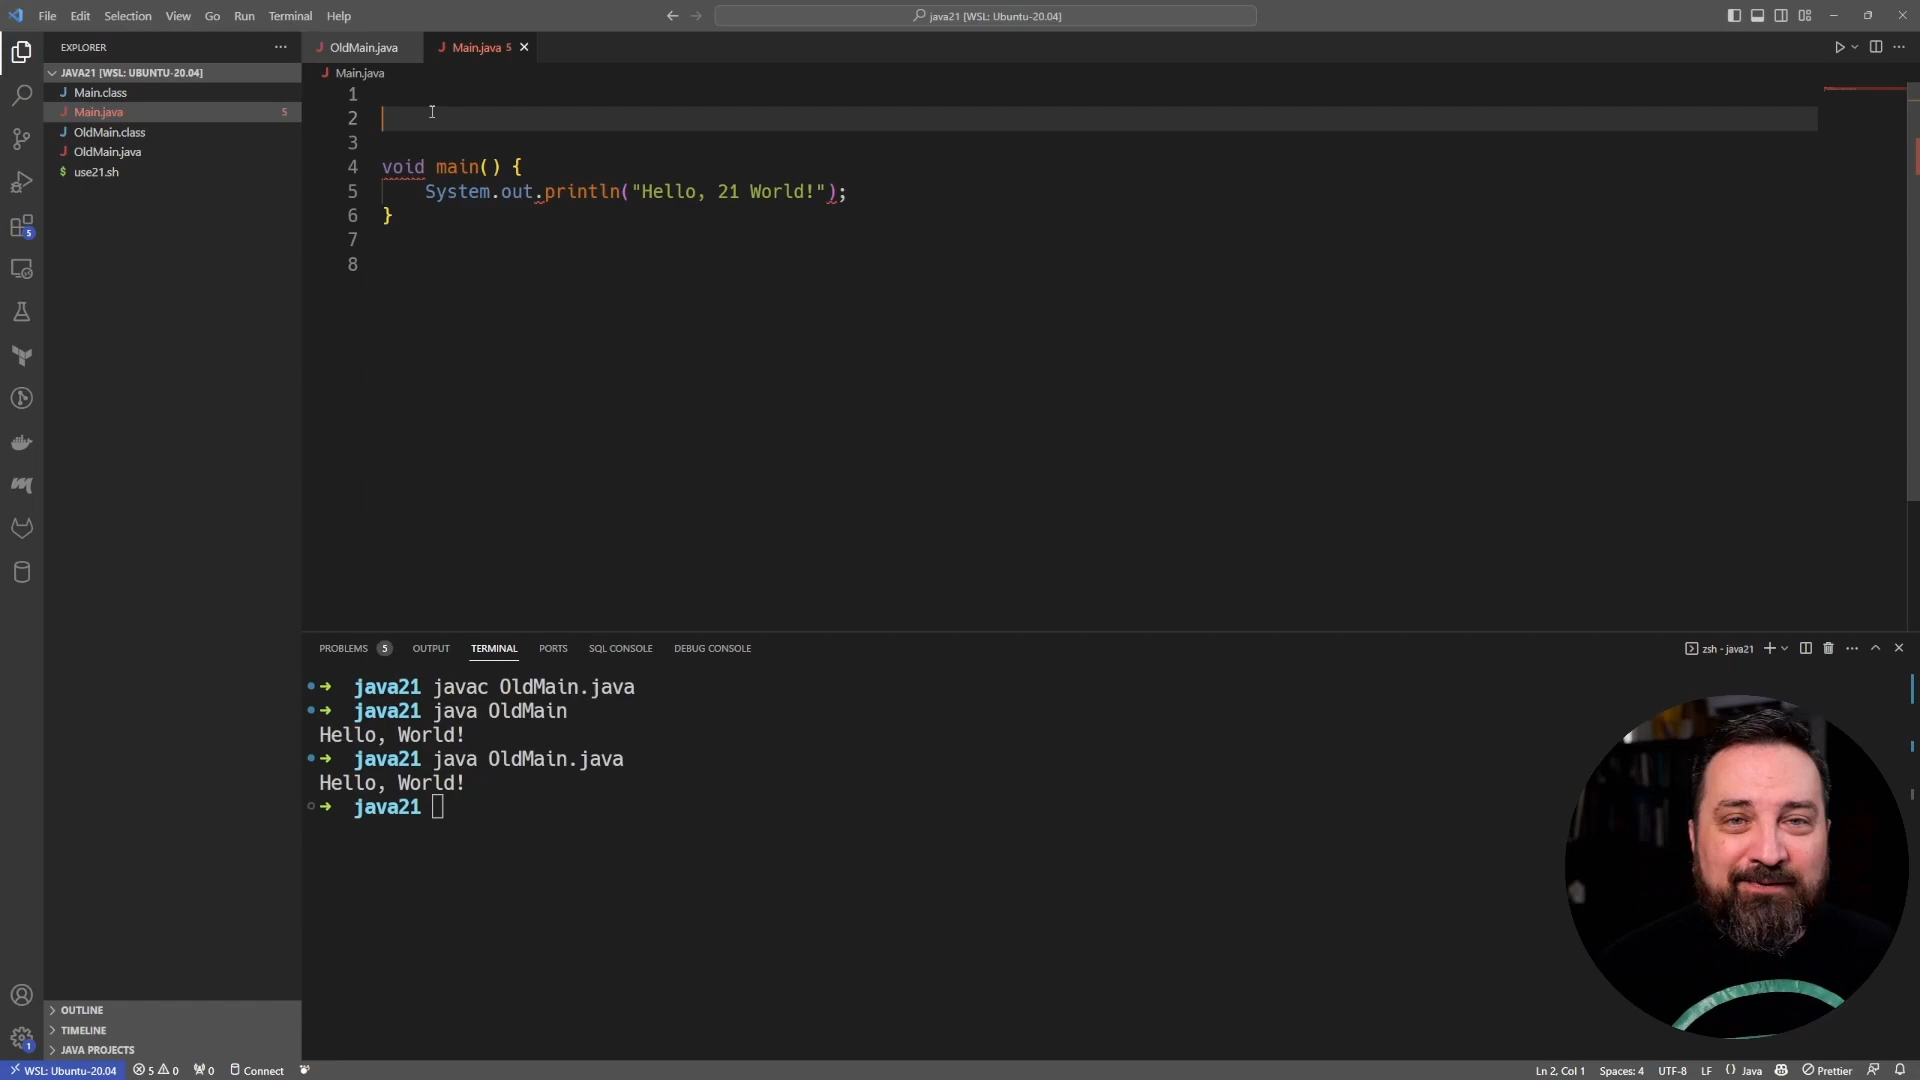 File Edit Selection View Go Run Terminal Help
java21 [WSL: Ubuntu-20.04]
EXPLORER
JAVA21 [WSL: UBUNTU-20.04]
Main.class
Main.java 5
OldMain.class
OldMain.java
use21.sh
OldMain.java
Main.java 5
Main.java
1
2
3
4 void main() {
5 System.out.println("Hello, 21 World!");
6 }
7
8
PROBLEMS 5 OUTPUT TERMINAL PORTS SQL CONSOLE DEBUG CONSOLE
zsh - java21
java21 javac OldMain.java
java21 java OldMain
Hello, World!
java21 java OldMain.java
Hello, World!
java21
5
1
OUTLINE
TIMELINE
JAVA PROJECTS
WSL: Ubuntu-20.04 5 0 0 Connect
Ln 2, Col 1 Spaces: 4 UTF-8 LF {} Java Prettier